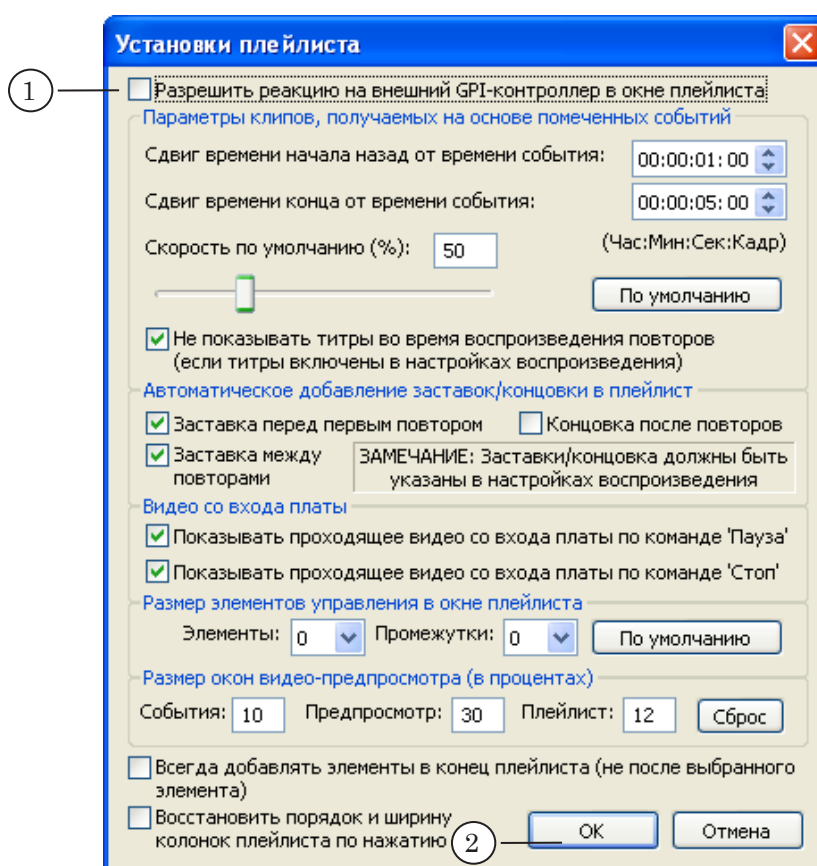 Установки плейлиста
1
Разрешить реакцию на внешний GPI-контроллер в окне плейлиста
Параметры клипов, получаемых на основе помеченных событий
Сдвиг времени начала назад от времени события: 00:00:01:00
Сдвиг времени конца от времени события: 00:00:05:00
Скорость по умолчанию (%): 50 (Час:Мин:Сек:Кадр)
По умолчанию
Не показывать титры во время воспроизведения повторов
(если титры включены в настройках воспроизведения)
Автоматическое добавление заставок/концовки в плейлист
Заставка перед первым повтором Концовка после повторов
Заставка между ЗАМЕЧАНИЕ: Заставки/концовка должны быть
повторами указаны в настройках воспроизведения
Видео со входа платы
Показывать проходящее видео со входа платы по команде 'Пауза'
Показывать проходящее видео со входа платы по команде 'Стоп'
Размер элементов управления в окне плейлиста
Элементы: 0 Промежутки: 0 По умолчанию
Размер окон видео-предпросмотра (в процентах)
События: 10 Предпросмотр: 30 Плейлист: 12 Сброс
Всегда добавлять элементы в конец плейлиста (не после выбранного
элемента)
Восстановить порядок и ширину
колонок плейлиста по нажатию 2 OK Отмена